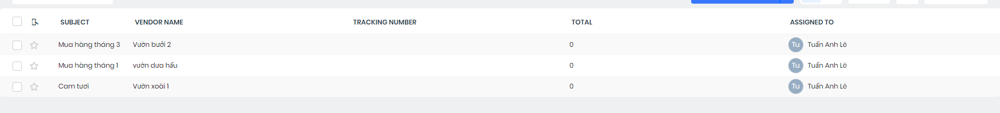 SUBJECT VENDOR NAME TRACKING NUMBER TOTAL ASSIGNED TO
Mua hàng tháng 3 Vườn bưởi 2 0 Tu Tuấn Anh Lê
Mua hàng tháng 1 vườn dưa hấu 0 Tu Tuấn Anh Lê
Cam tươi Vườn xoài 1 0 Tu Tuấn Anh Lê